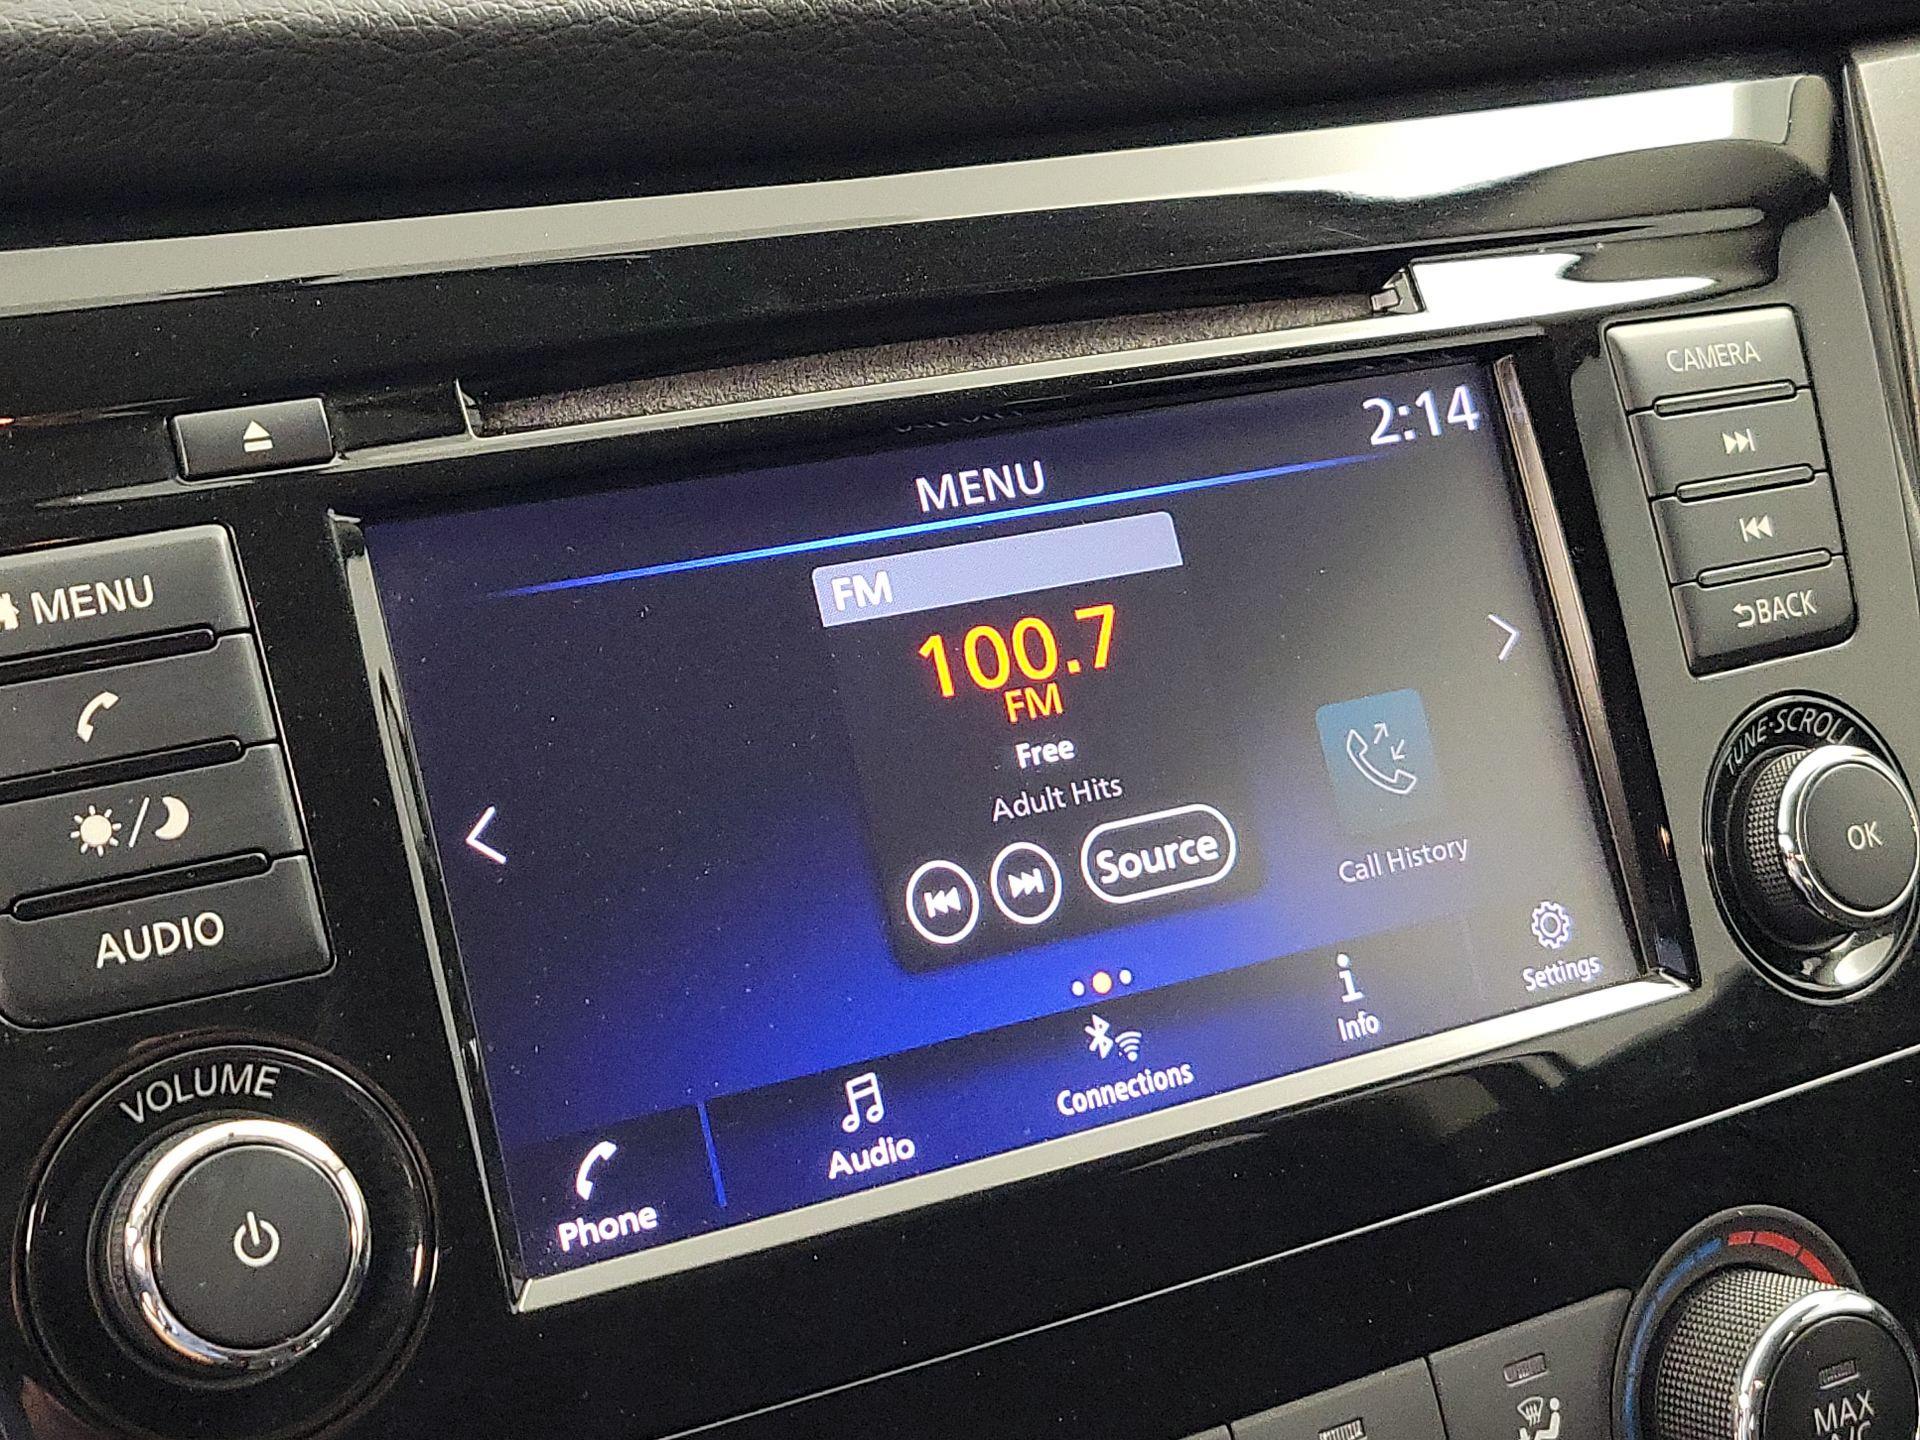 2:14
MENU
FM
100.7
FM
Free
Adult Hits
Source
Call History
Phone
Audio
Connections
Info
Settings
MENU
AUDIO
VOLUME
CAMERA
BACK
TUNE·SCROLL
OK
MAX
A/C